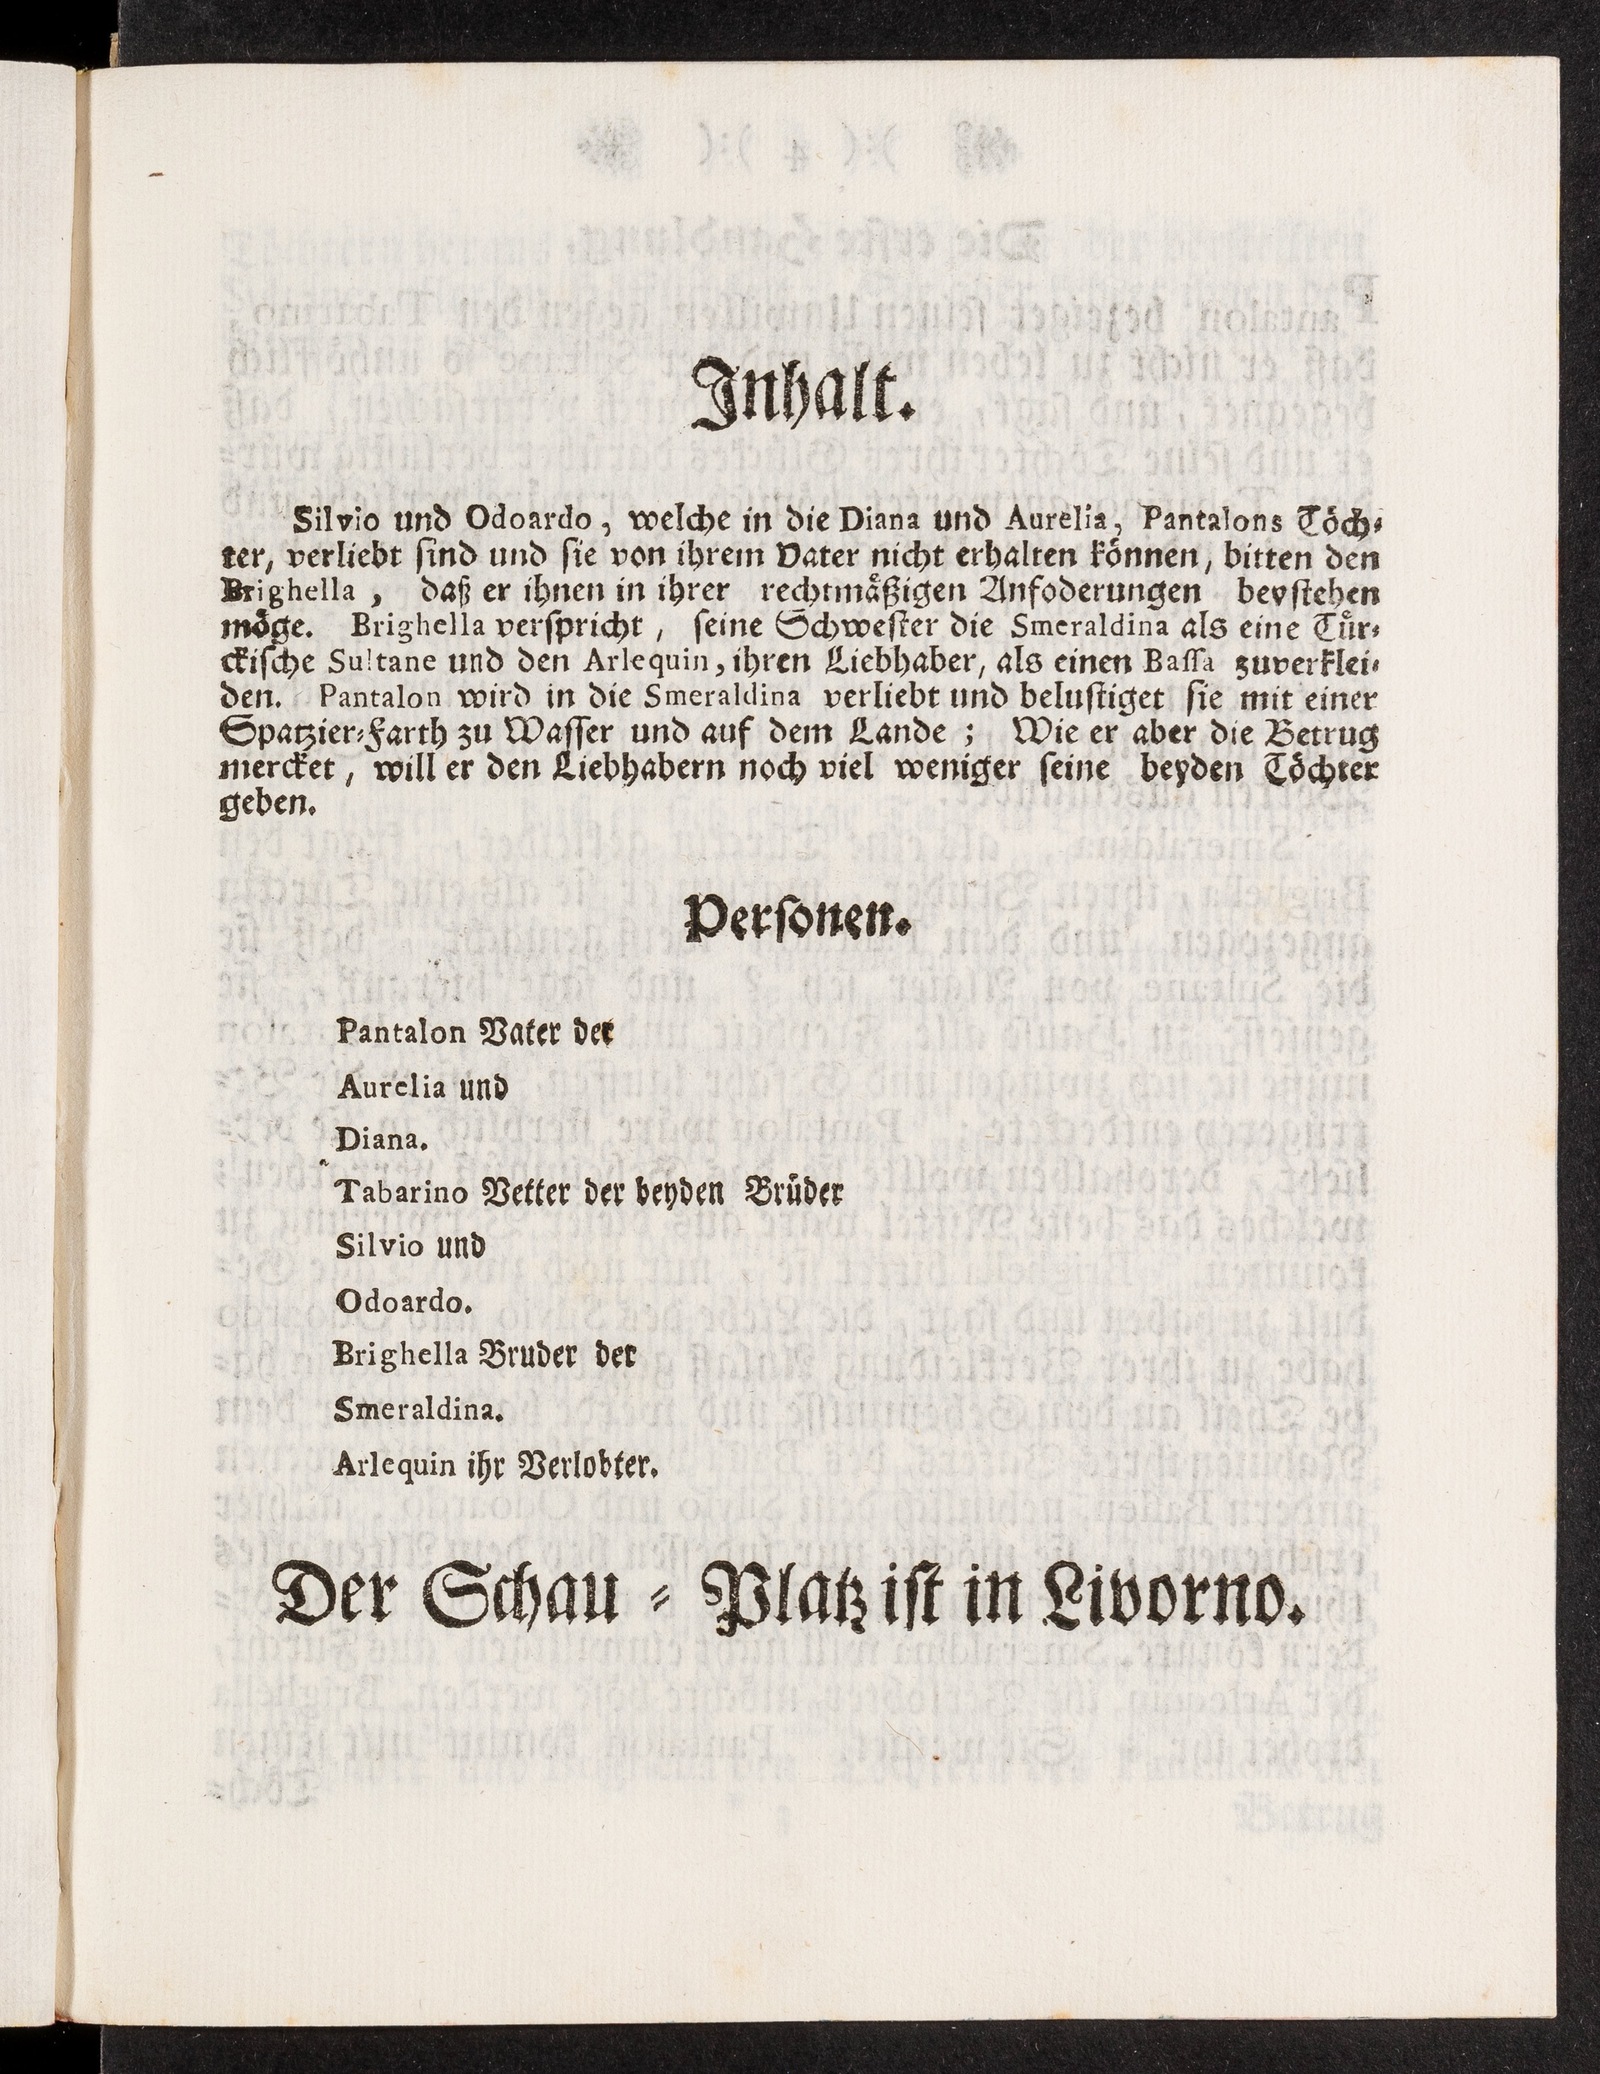 Inhalt.
Silvio und Odoardo, welche in die Diana und Aurelia, Pantalons Töch⸗
ter, verliebt sind und sie von ihrem Vater nicht erhalten können, bitten den
Brighella, daß er ihnen in ihrer rechtmäßigen Anfoderungen beystehen
möge. Brighella verspricht, seine Schwester die Smeraldina als eine Tür⸗
ckische Sultane und den Arlequin, ihren Liebhaber, als einen Bassa zuverklei⸗
den. Pantalon wird in die Smeraldina verliebt und belustiget sie mit einer
Spatzier⸗Farth zu Wasser und auf dem Lande; Wie er aber die Betrug
mercket, will er den Liebhabern noch viel weniger seine beyden Töchter
geben.
Personen.
Pantalon Vater der
Aurelia und
Diana.
Tabarino Vetter der beyden Brüder
Silvio und
Odoardo.
Brighella Bruder der
Smeraldina.
Arlequin ihr Verlobter.
Der Schau⸗Platz ist in Livorno.